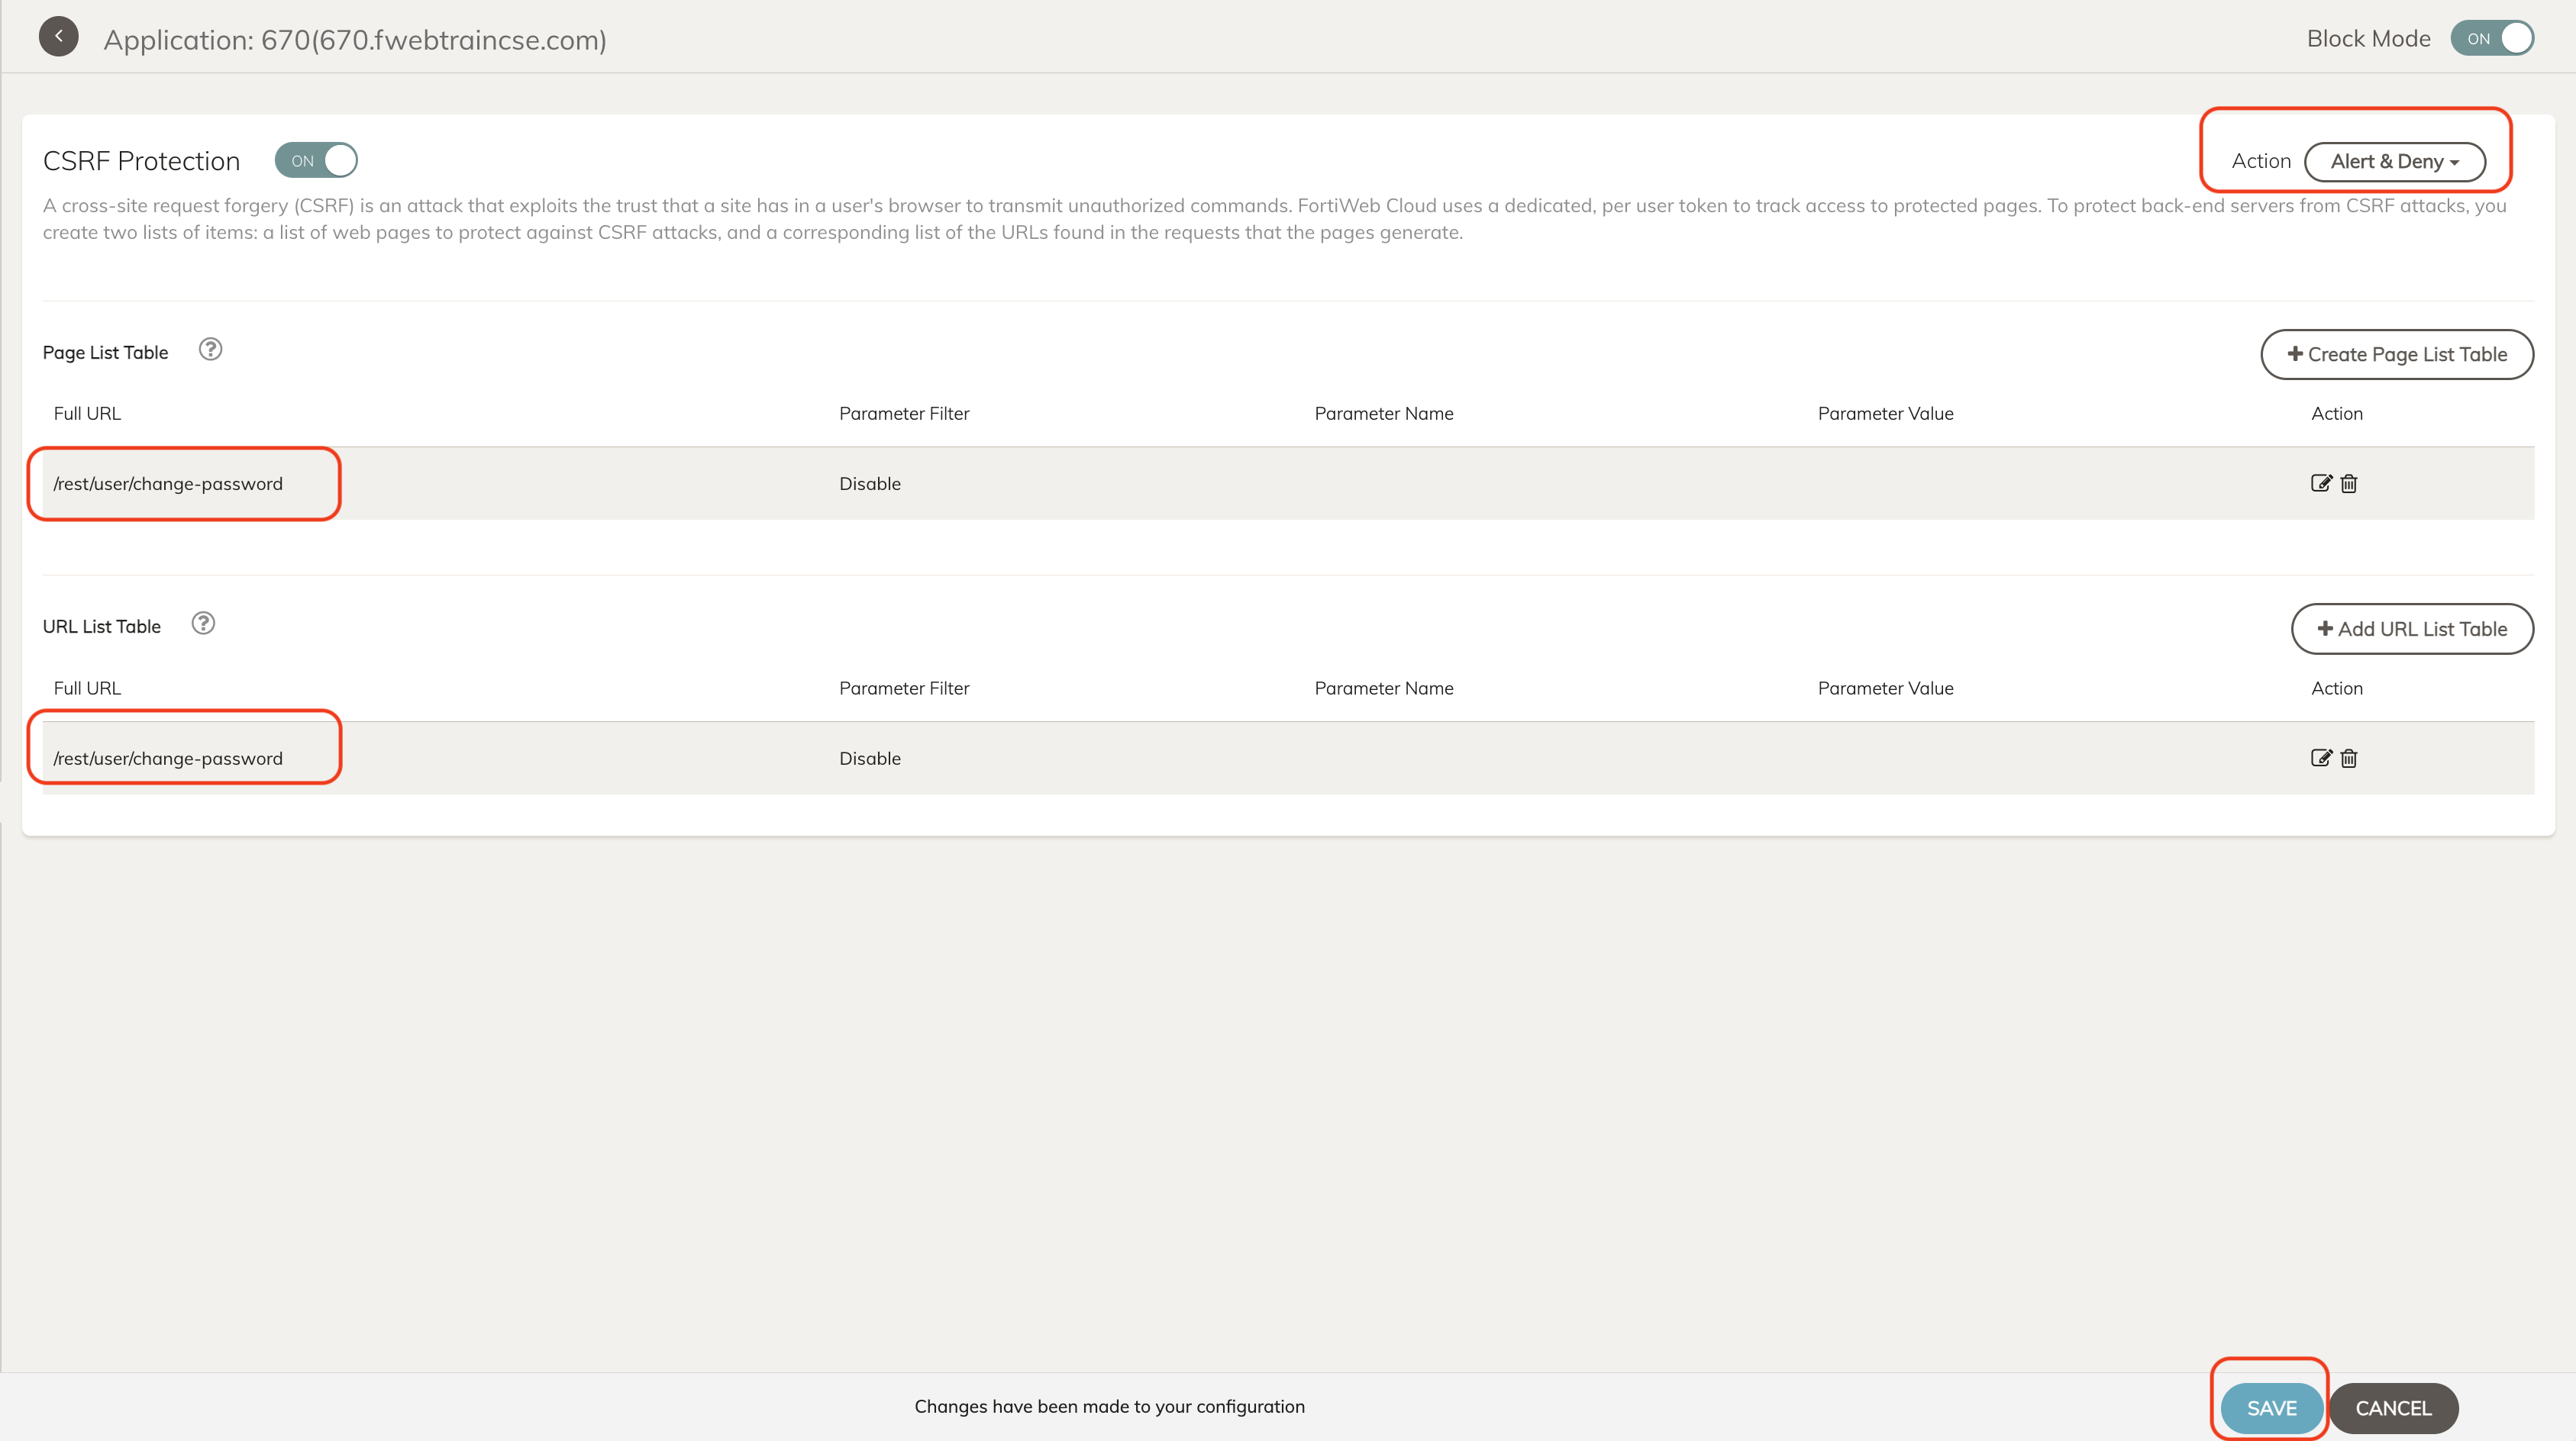 Application: 670(670.fwebtraincse.com)
Block Mode ON
CSRF Protection ON
Action Alert & Deny
A cross-site request forgery (CSRF) is an attack that exploits the trust that a site has in a user's browser to transmit unauthorized commands. FortiWeb Cloud uses a dedicated, per user token to track access to protected pages. To protect back-end servers from CSRF attacks, you
create two lists of items: a list of web pages to protect against CSRF attacks, and a corresponding list of the URLs found in the requests that the pages generate.
Page List Table ?
+ Create Page List Table
Full URL Parameter Filter Parameter Name Parameter Value Action
/rest/user/change-password Disable
URL List Table ?
+ Add URL List Table
Full URL Parameter Filter Parameter Name Parameter Value Action
/rest/user/change-password Disable
Changes have been made to your configuration
SAVE CANCEL